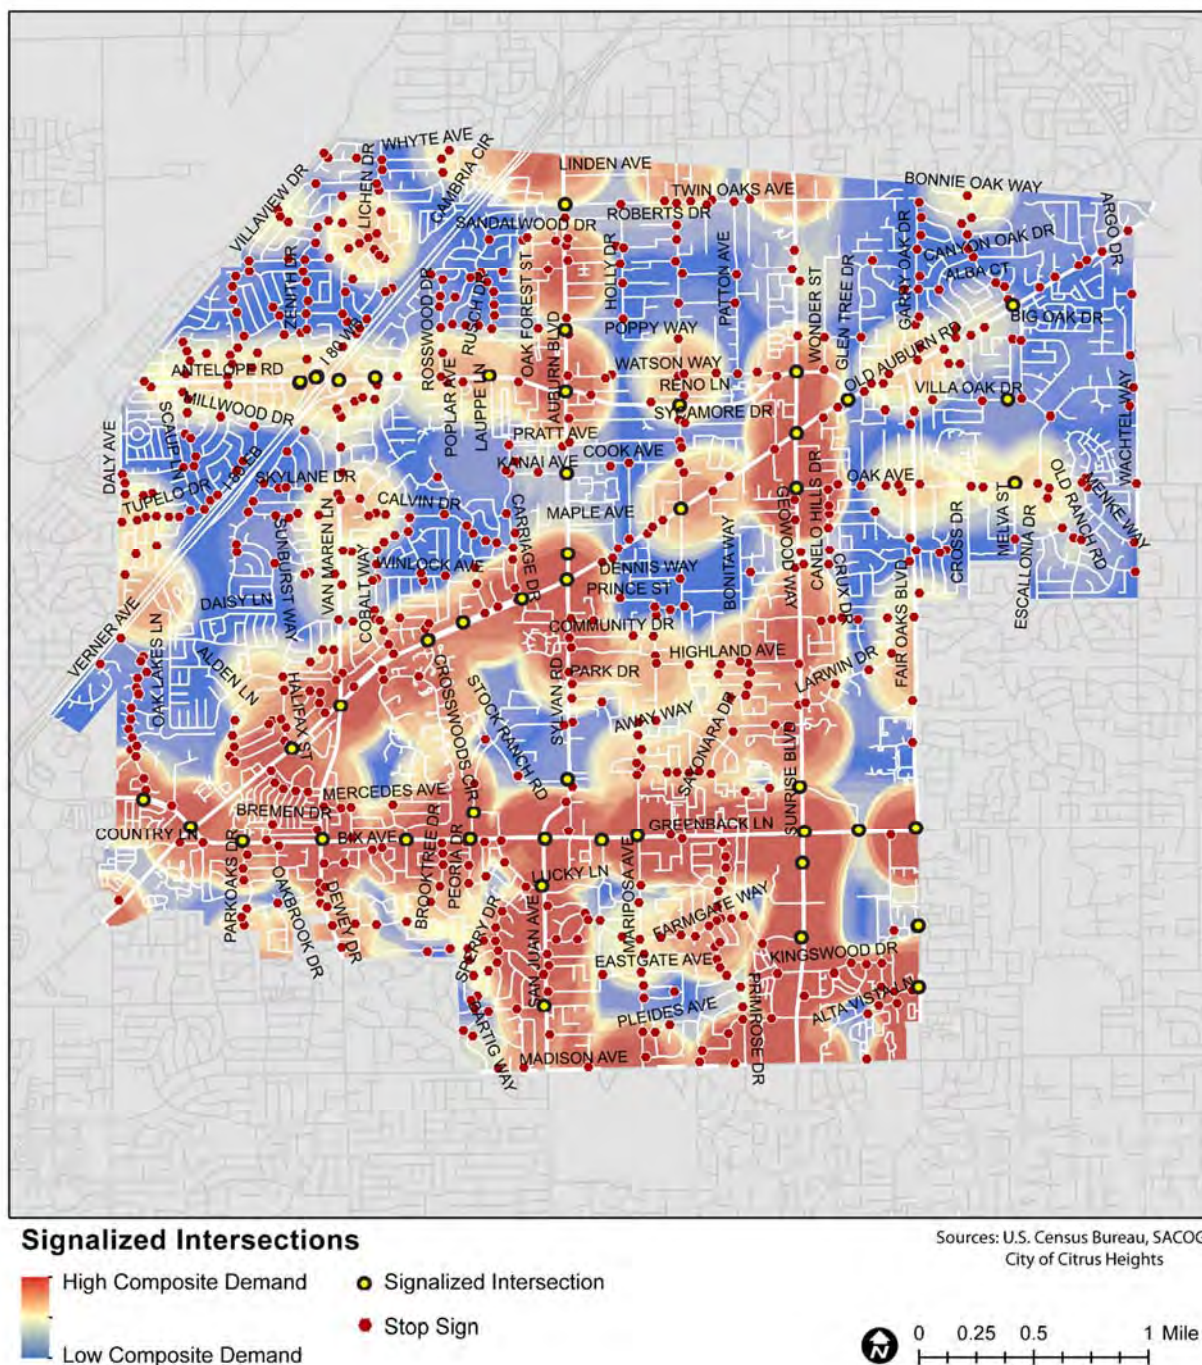 WHYTE AVE
LINDEN AVE
CAMBRIA CIR
LICHEN DR
VILLAVIEW DR
TWIN OAKS AVE
BONNIE OAK WAY
ROBERTS DR
SANDALWOOD DR
ARGO DR
CANYON OAK DR
GARRY OAK DR
ALBA CT
HOLLY DR
PATTON AVE
ZENITH DR
ROSSWOOD DR
RUSCH DR
OAK FOREST ST
WONDER ST
GLEN TREE DR
BIG OAK DR
I 80 WB
POPPY WAY
OLD AUBURN RD
ANTELOPE RD
AUBURN BLVD
WATSON WAY
RENO LN
VILLA OAK DR
POPLAR AVE
LAUPPE LN
MILLWOOD DR
SCAUP LN
SYCAMORE DR
WACHTEL WAY
PRATT AVE
COOK AVE
KANAI AVE
DALY AVE
I 80 EB
SKYLANE DR
OAK AVE
TUPELO DR
CALVIN DR
MAPLE AVE
GEOWOOD WAY
CANELO HILLS DR
MELVA ST
OLD RANCH RD
MENKE WAY
VAN MAREN LN
SUNBURST WAY
CARRIAGE DR
CROSS DR
ESCALLONIA DR
COBALT WAY
WINLOCK AVE
DENNIS WAY
BONITA WAY
PRINCE ST
CRUX DR
FAIR OAKS BLVD
DAISY LN
VERNER AVE
COMMUNITY DR
HIGHLAND AVE
OAK LAKES LN
ALDEN LN
HALIFAX ST
CROSSWOODS CIR
STOCK RANCH RD
PARK DR
LARWIN DR
SYLVAN RD
AWAY WAY
SAYONARA DR
SUNRISE BLVD
MERCEDES AVE
BREMEN DR
COUNTRY LN
BIX AVE
GREENBACK LN
PARKOAKS DR
OAKBROOK DR
DEWEY DR
BROOKTREE DR
PEORIA DR
LUCKY LN
MARIPOSA AVE
FARMGATE WAY
SPERRY DR
SAN JUAN AVE
EASTGATE AVE
KINGSWOOD DR
PRIMROSE DR
PLEIDES AVE
ALTA VISTA LN
PARTIG WAY
MADISON AVE
Signalized Intersections
High Composite Demand
Low Composite Demand
Signalized Intersection
Stop Sign
Sources: U.S. Census Bureau, SACOG
City of Citrus Heights
N
0 0.25 0.5 1 Mile